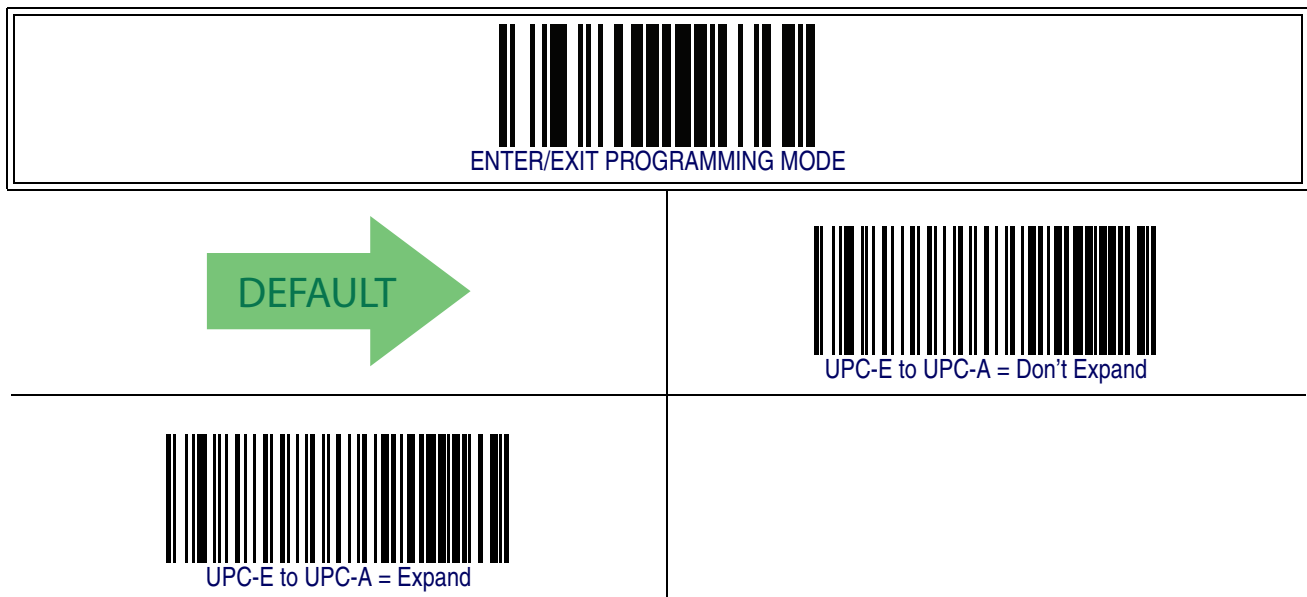 ENTER/EXIT PROGRAMMING MODE
DEFAULT
UPC-E to UPC-A = Don't Expand
UPC-E to UPC-A = Expand